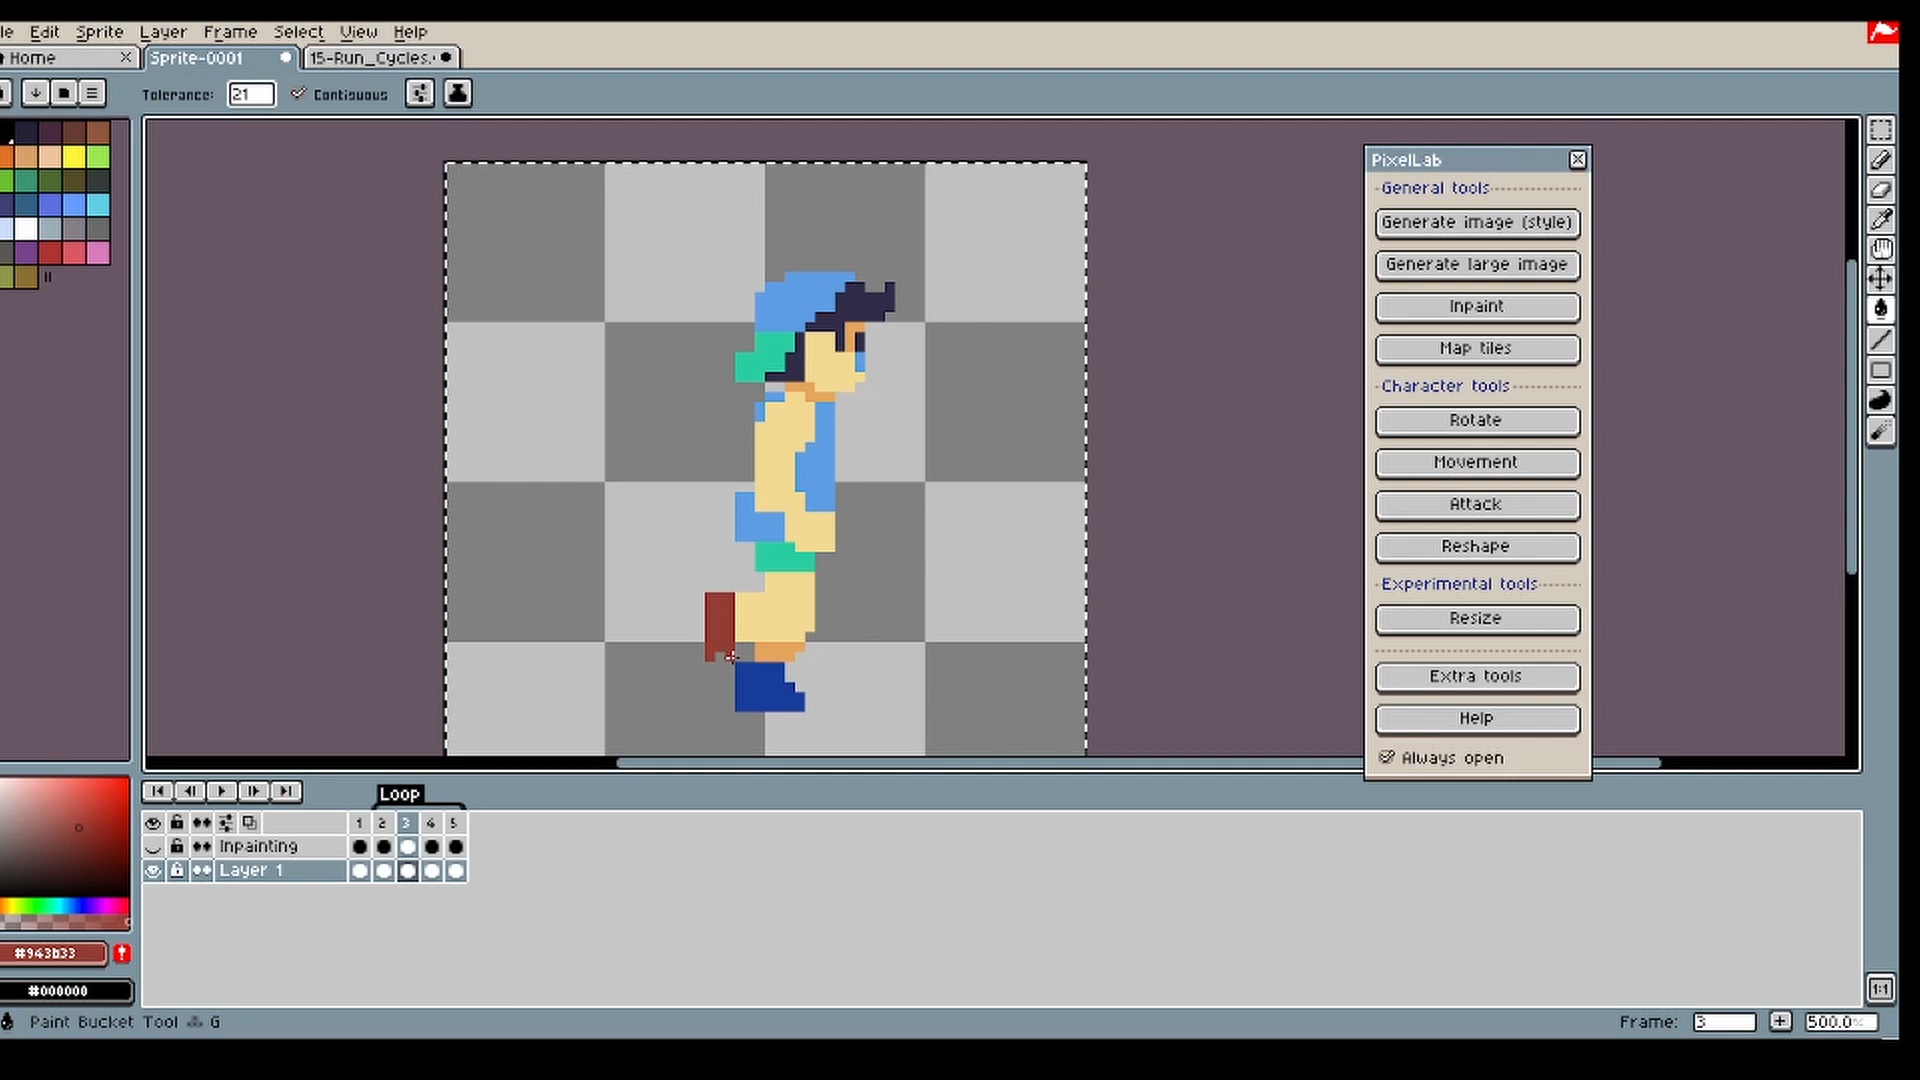 le Edit Sprite Layer Frame Select View Help
Home Sprite-0001 15-Run_Cycles.
Tolerance: 21 Contiguous
PixelLab
General tools
Generate image (style)
Generate large image
Inpaint
Map tiles
Character tools
Rotate
Movement
Attack
Reshape
Experimental tools
Resize
Extra tools
Help
Always open
Loop
1 2 3 4 5
Inpainting
Layer 1
#943b33
#000000
1:1
Paint Bucket Tool G
Frame: 3 500.0%